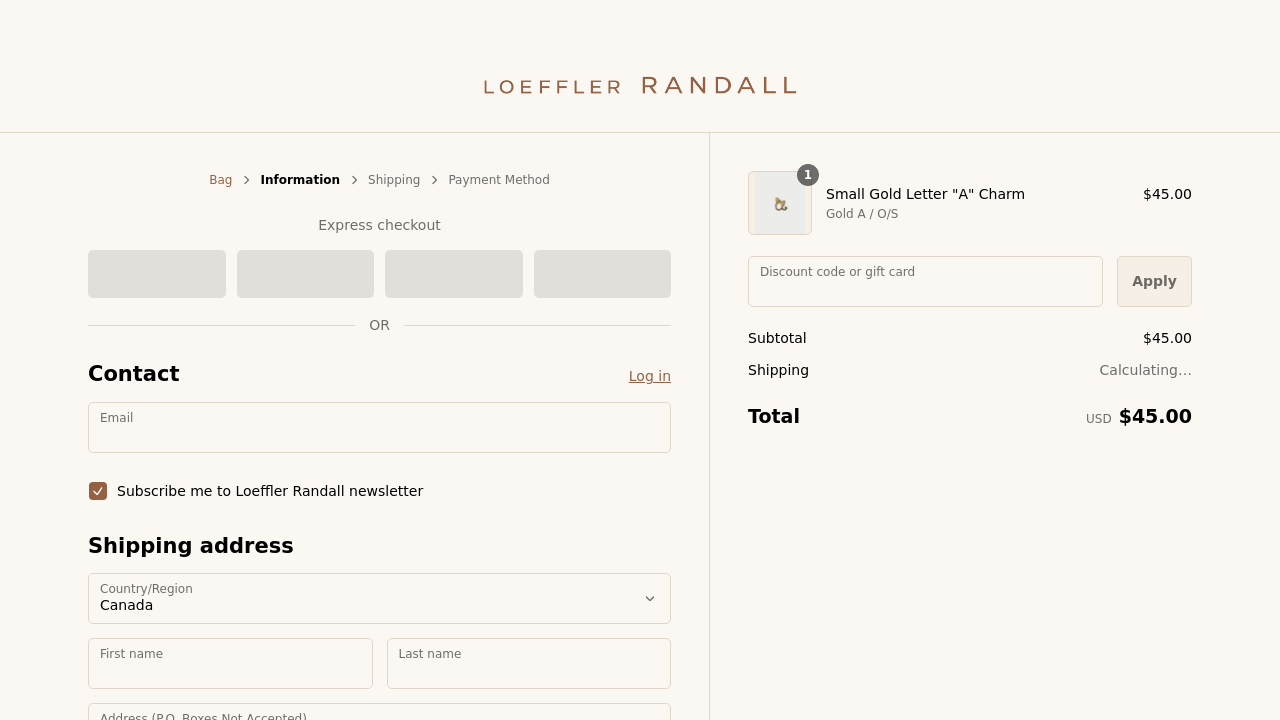 LOEFFLER RANDALL
Bag
Information
Shipping
Payment Method
Express checkout
OR
Contact
Log in
Email
Subscribe me to Loeffler Randall newsletter
Shipping address
Country/Region
Canada
First name
Last name
Address (P.O. Boxes Not Accepted)
1
Small Gold Letter "A" Charm
$45.00
Gold A / O/S
Discount code or gift card
Apply
Subtotal
$45.00
Shipping
Calculating...
Total
USD $45.00